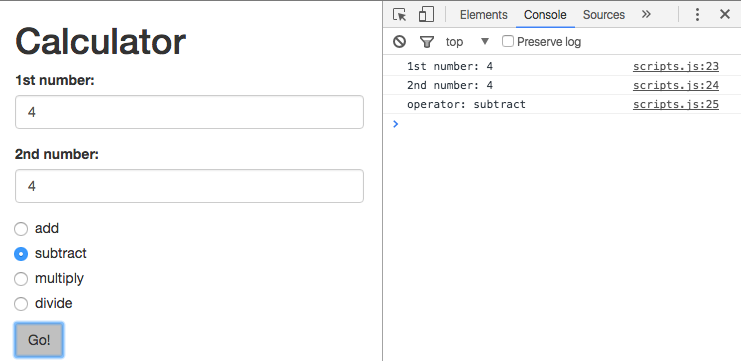 Calculator
1st number:
4
2nd number:
4
add
subtract
multiply
divide
Go!
Elements Console Sources »
top ▼ Preserve log
1st number: 4 scripts.js:23
2nd number: 4 scripts.js:24
operator: subtract scripts.js:25
>